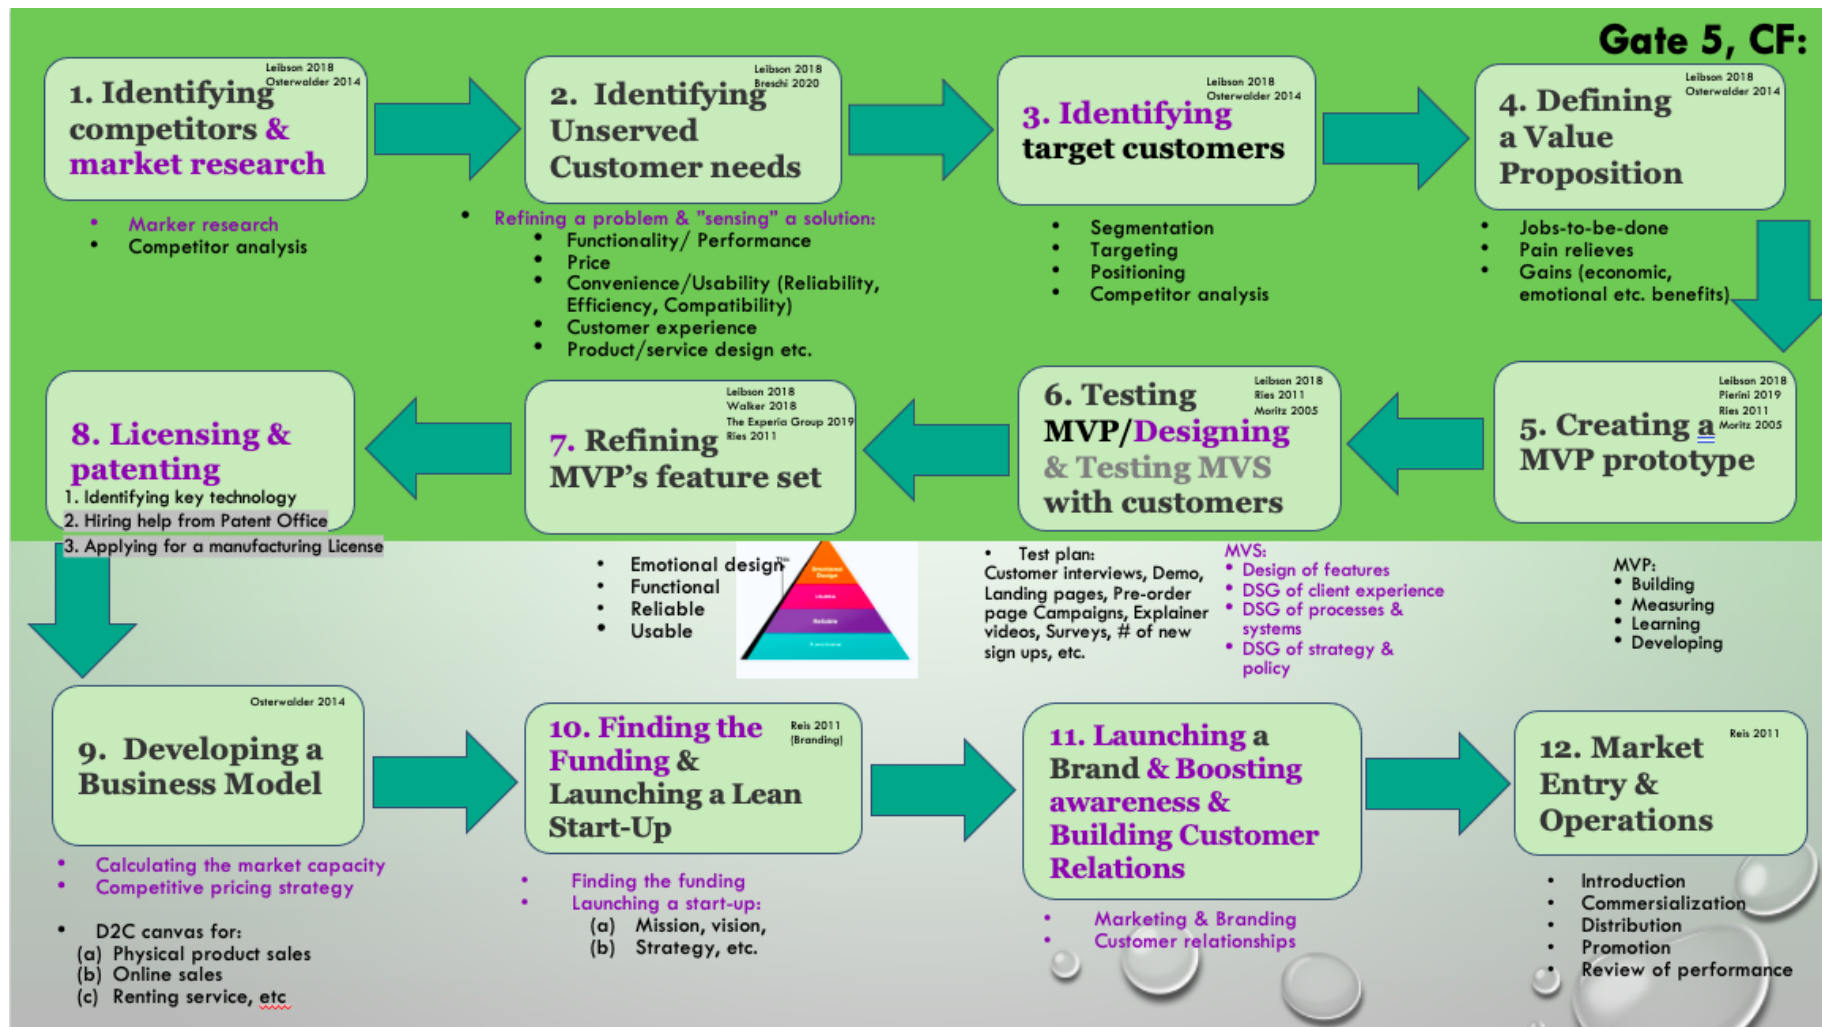 Gate 5, CF:
Leibson 2018
Osterwalder 2014
1. Identifying
competitors &
market research
• Marker research
• Competitor analysis
Leibson 2018
Breschi 2020
2. Identifying
Unserved
Customer needs
• Refining a problem & "sensing" a solution:
• Functionality/ Performance
• Price
• Convenience/Usability (Reliability,
Efficiency, Compatibility)
• Customer experience
• Product/service design etc.
Leibson 2018
Osterwalder 2014
3. Identifying
target customers
• Segmentation
• Targeting
• Positioning
• Competitor analysis
Leibson 2018
Osterwalder 2014
4. Defining
a Value
Proposition
• Jobs-to-be-done
• Pain relieves
• Gains (economic,
emotional etc. benefits)
Leibson 2018
Pierini 2019
Ries 2011
Moritz 2005
5. Creating a
MVP prototype
MVP:
• Building
• Measuring
• Learning
• Developing
Leibson 2018
Ries 2011
Moritz 2005
6. Testing
MVP/Designing
& Testing MVS
with customers
• Test plan:
Customer interviews, Demo,
Landing pages, Pre-order
page Campaigns, Explainer
videos, Surveys, # of new
sign ups, etc.
MVS:
• Design of features
• DSG of client experience
• DSG of processes &
systems
• DSG of strategy &
policy
Leibson 2018
Walker 2018
The Experia Group 2019
Ries 2011
7. Refining
MVP's feature set
• Emotional design
• Functional
• Reliable
• Usable
This
Emotional
Design
Usable
Reliable
8. Licensing &
patenting
1. Identifying key technology
2. Hiring help from Patent Office
3. Applying for a manufacturing License
Osterwalder 2014
9. Developing a
Business Model
• Calculating the market capacity
• Competitive pricing strategy
• D2C canvas for:
(a) Physical product sales
(b) Online sales
(c) Renting service, etc
Reis 2011
(Branding)
10. Finding the
Funding &
Launching a Lean
Start-Up
• Finding the funding
• Launching a start-up:
(a) Mission, vision,
(b) Strategy, etc.
11. Launching a
Brand & Boosting
awareness &
Building Customer
Relations
• Marketing & Branding
• Customer relationships
Reis 2011
12. Market
Entry &
Operations
• Introduction
• Commersialization
• Distribution
• Promotion
• Review of performance